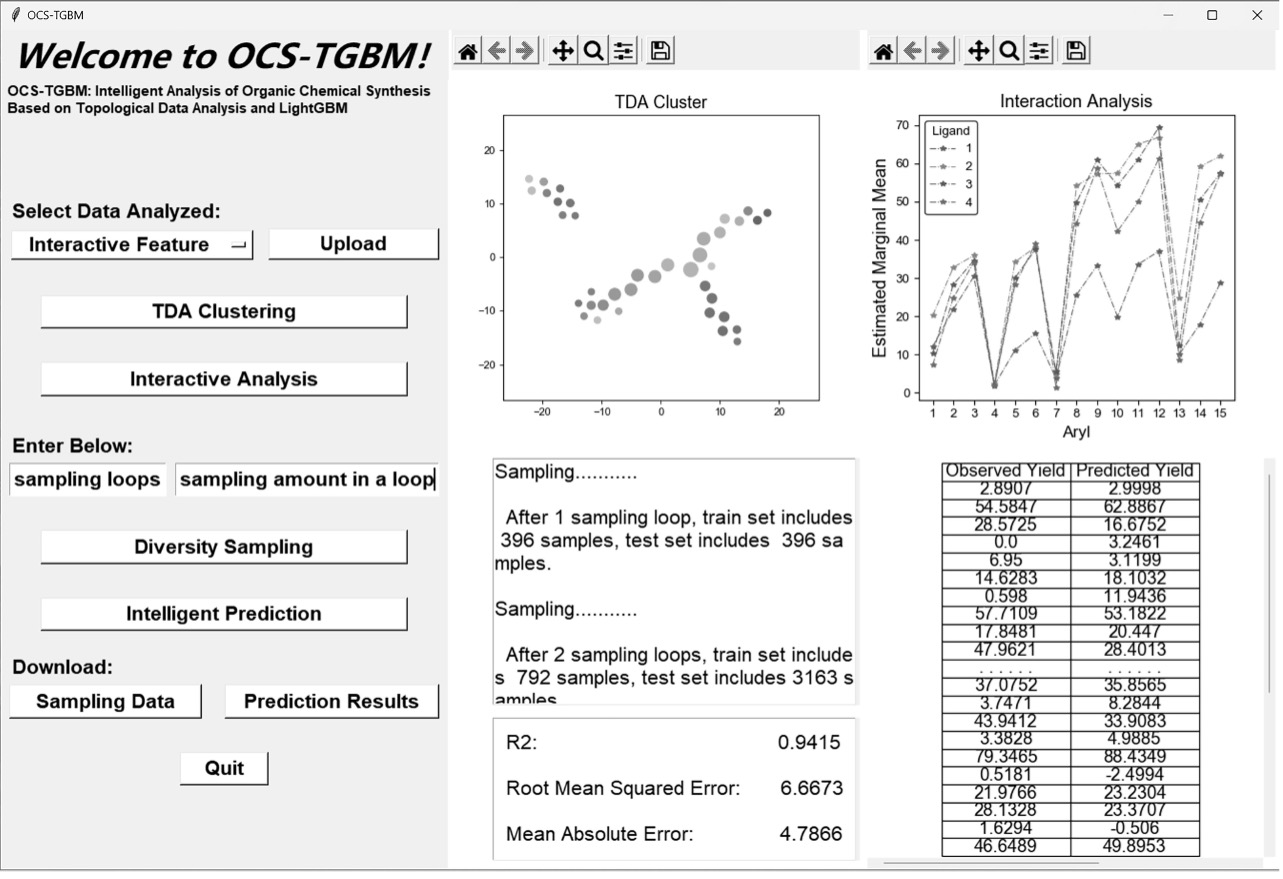 OCS-TGBM
Welcome to OCS-TGBM!
OCS-TGBM: Intelligent Analysis of Organic Chemical Synthesis
Based on Topological Data Analysis and LightGBM
Select Data Analyzed:
Interactive Feature
Upload
TDA Clustering
Interactive Analysis
Enter Below:
sampling loops
sampling amount in a loop
Diversity Sampling
Intelligent Prediction
Download:
Sampling Data
Prediction Results
Quit
TDA Cluster
20
10
0
−10
−20
−20 −10 0 10 20
Interaction Analysis
Estimated Marginal Mean
70
60
50
40
30
20
10
0
Ligand
1
2
3
4
1 2 3 4 5 6 7 8 9 10 11 12 13 14 15
Aryl
Sampling...........
After 1 sampling loop, train set includes
396 samples, test set includes  396 sa
mples.
Sampling...........
After 2 sampling loops, train set include
s  792 samples, test set includes 3163 s
amples
R2: 0.9415
Root Mean Squared Error: 6.6673
Mean Absolute Error: 4.7866
Observed Yield Predicted Yield
2.8907 2.9998
54.5847 62.8867
28.5725 16.6752
0.0 3.2461
6.95 3.1199
14.6283 18.1032
0.598 11.9436
57.7109 53.1822
17.8481 20.447
47.9621 28.4013
. . . . . . . . . . . .
37.0752 35.8565
3.7471 8.2844
43.9412 33.9083
3.3828 4.9885
79.3465 88.4349
0.5181 -2.4994
21.9766 23.2304
28.1328 23.3707
1.6294 -0.506
46.6489 49.8953